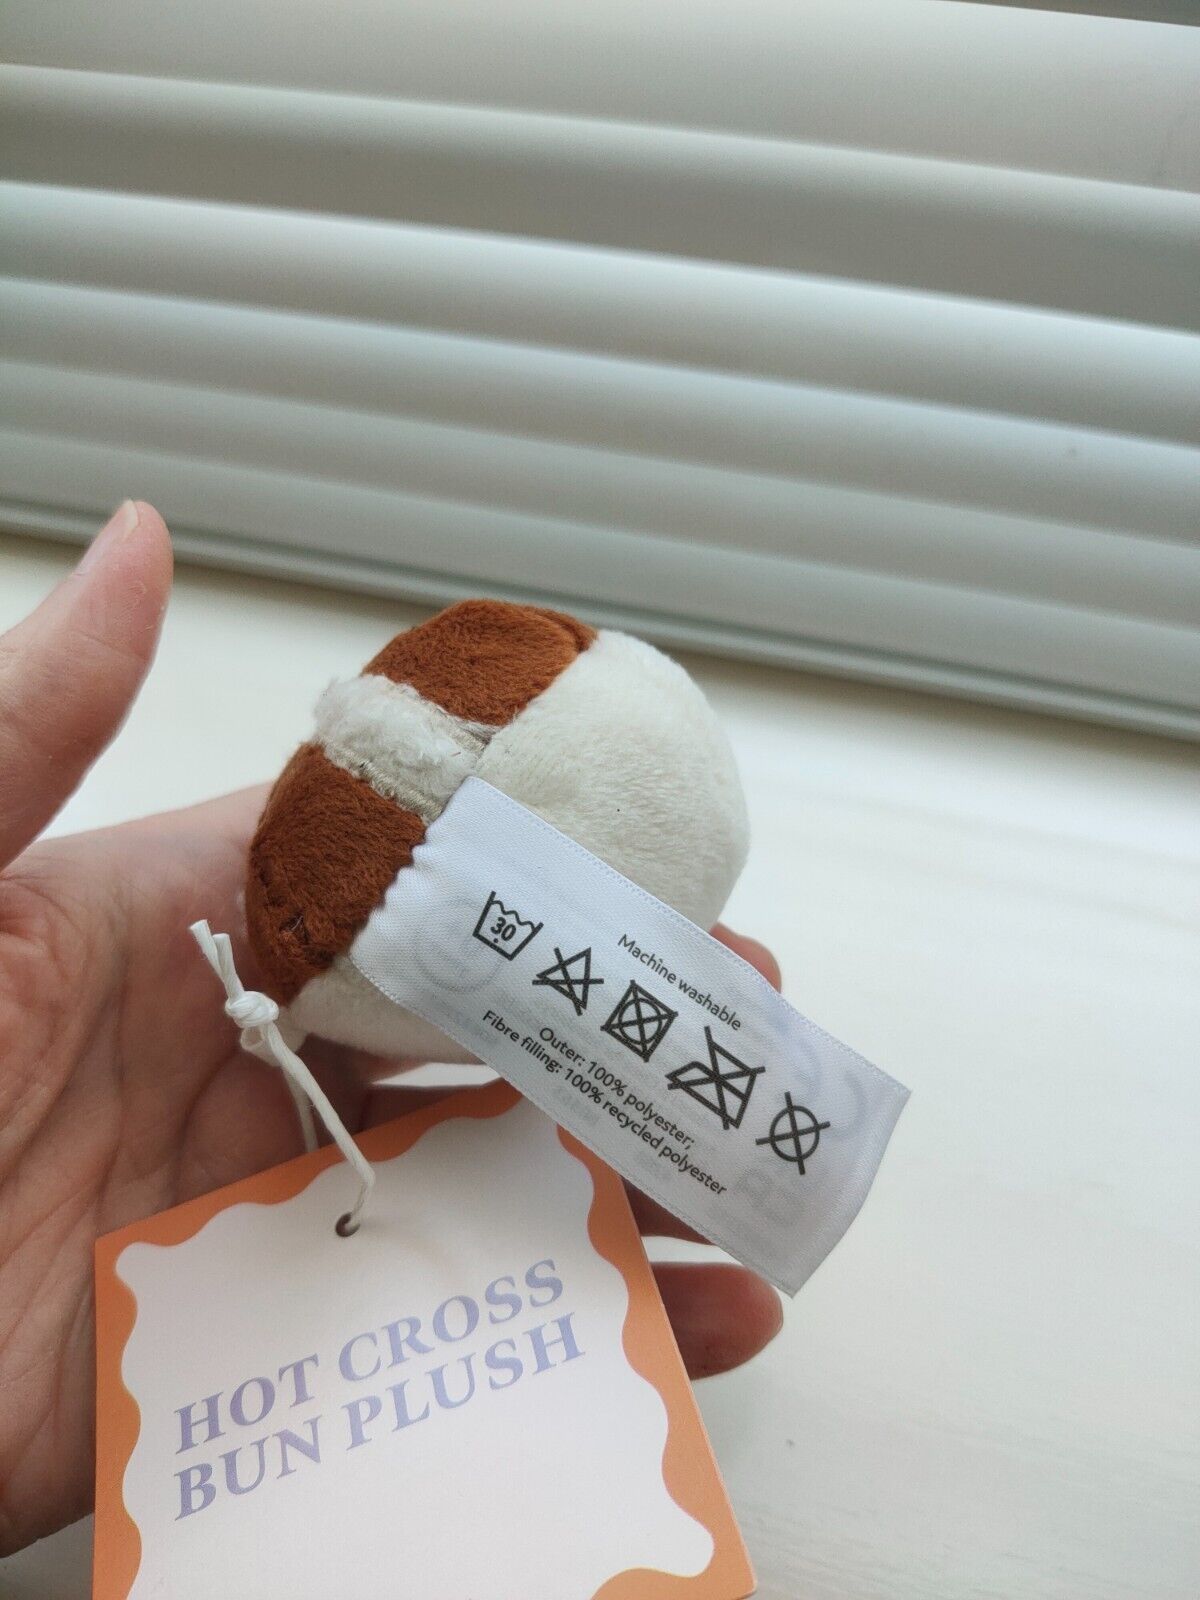 30
Machine washable
Outer: 100% polyester;
Fibre filling: 100% recycled polyester
HOT CROSS
BUN PLUSH